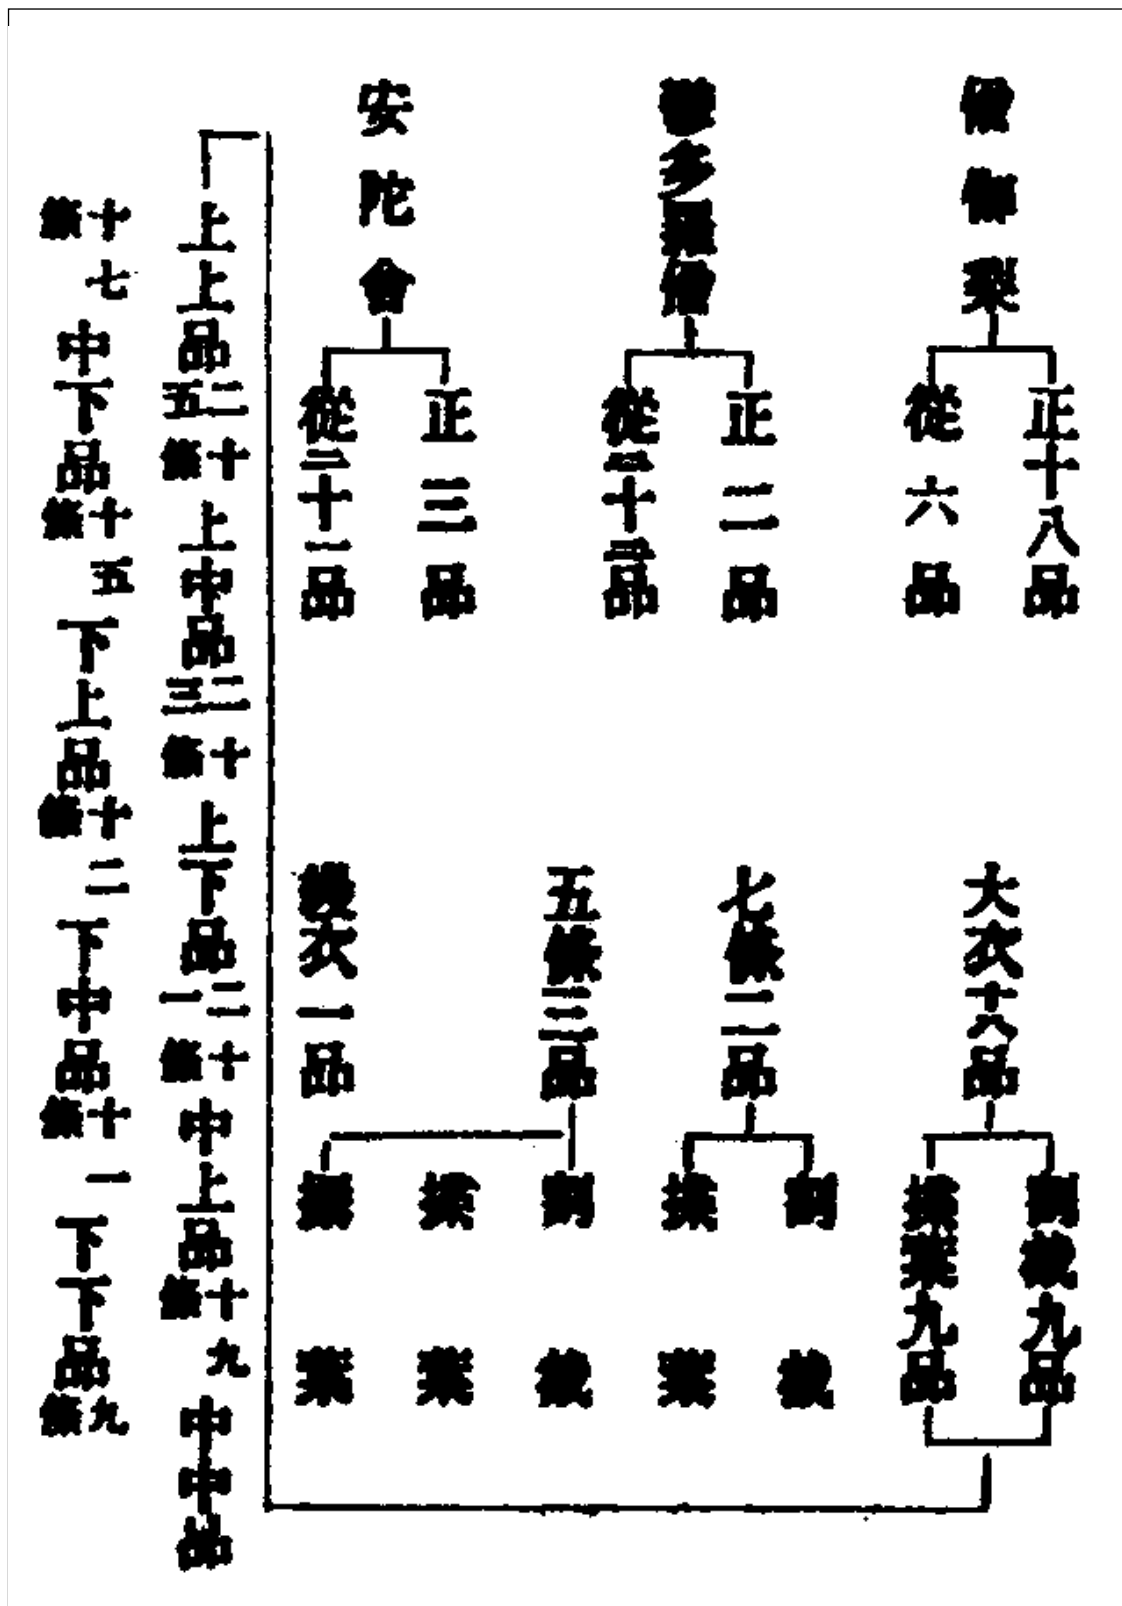 僧伽梨
正十八品
從六品
鬱多羅僧
正二品
從二十二品
安陀會
正三品
從二十一品
大衣十八品
割截九品
揲葉九品
七條二品
割截
揲葉
五條三品
割截
揲葉
攝葉
縵衣一品
上上品二十五條上中品二十三條上下品二十一條中上品十九條中中品
十七條中下品十五條下上品十三條下中品十一條下下品九條